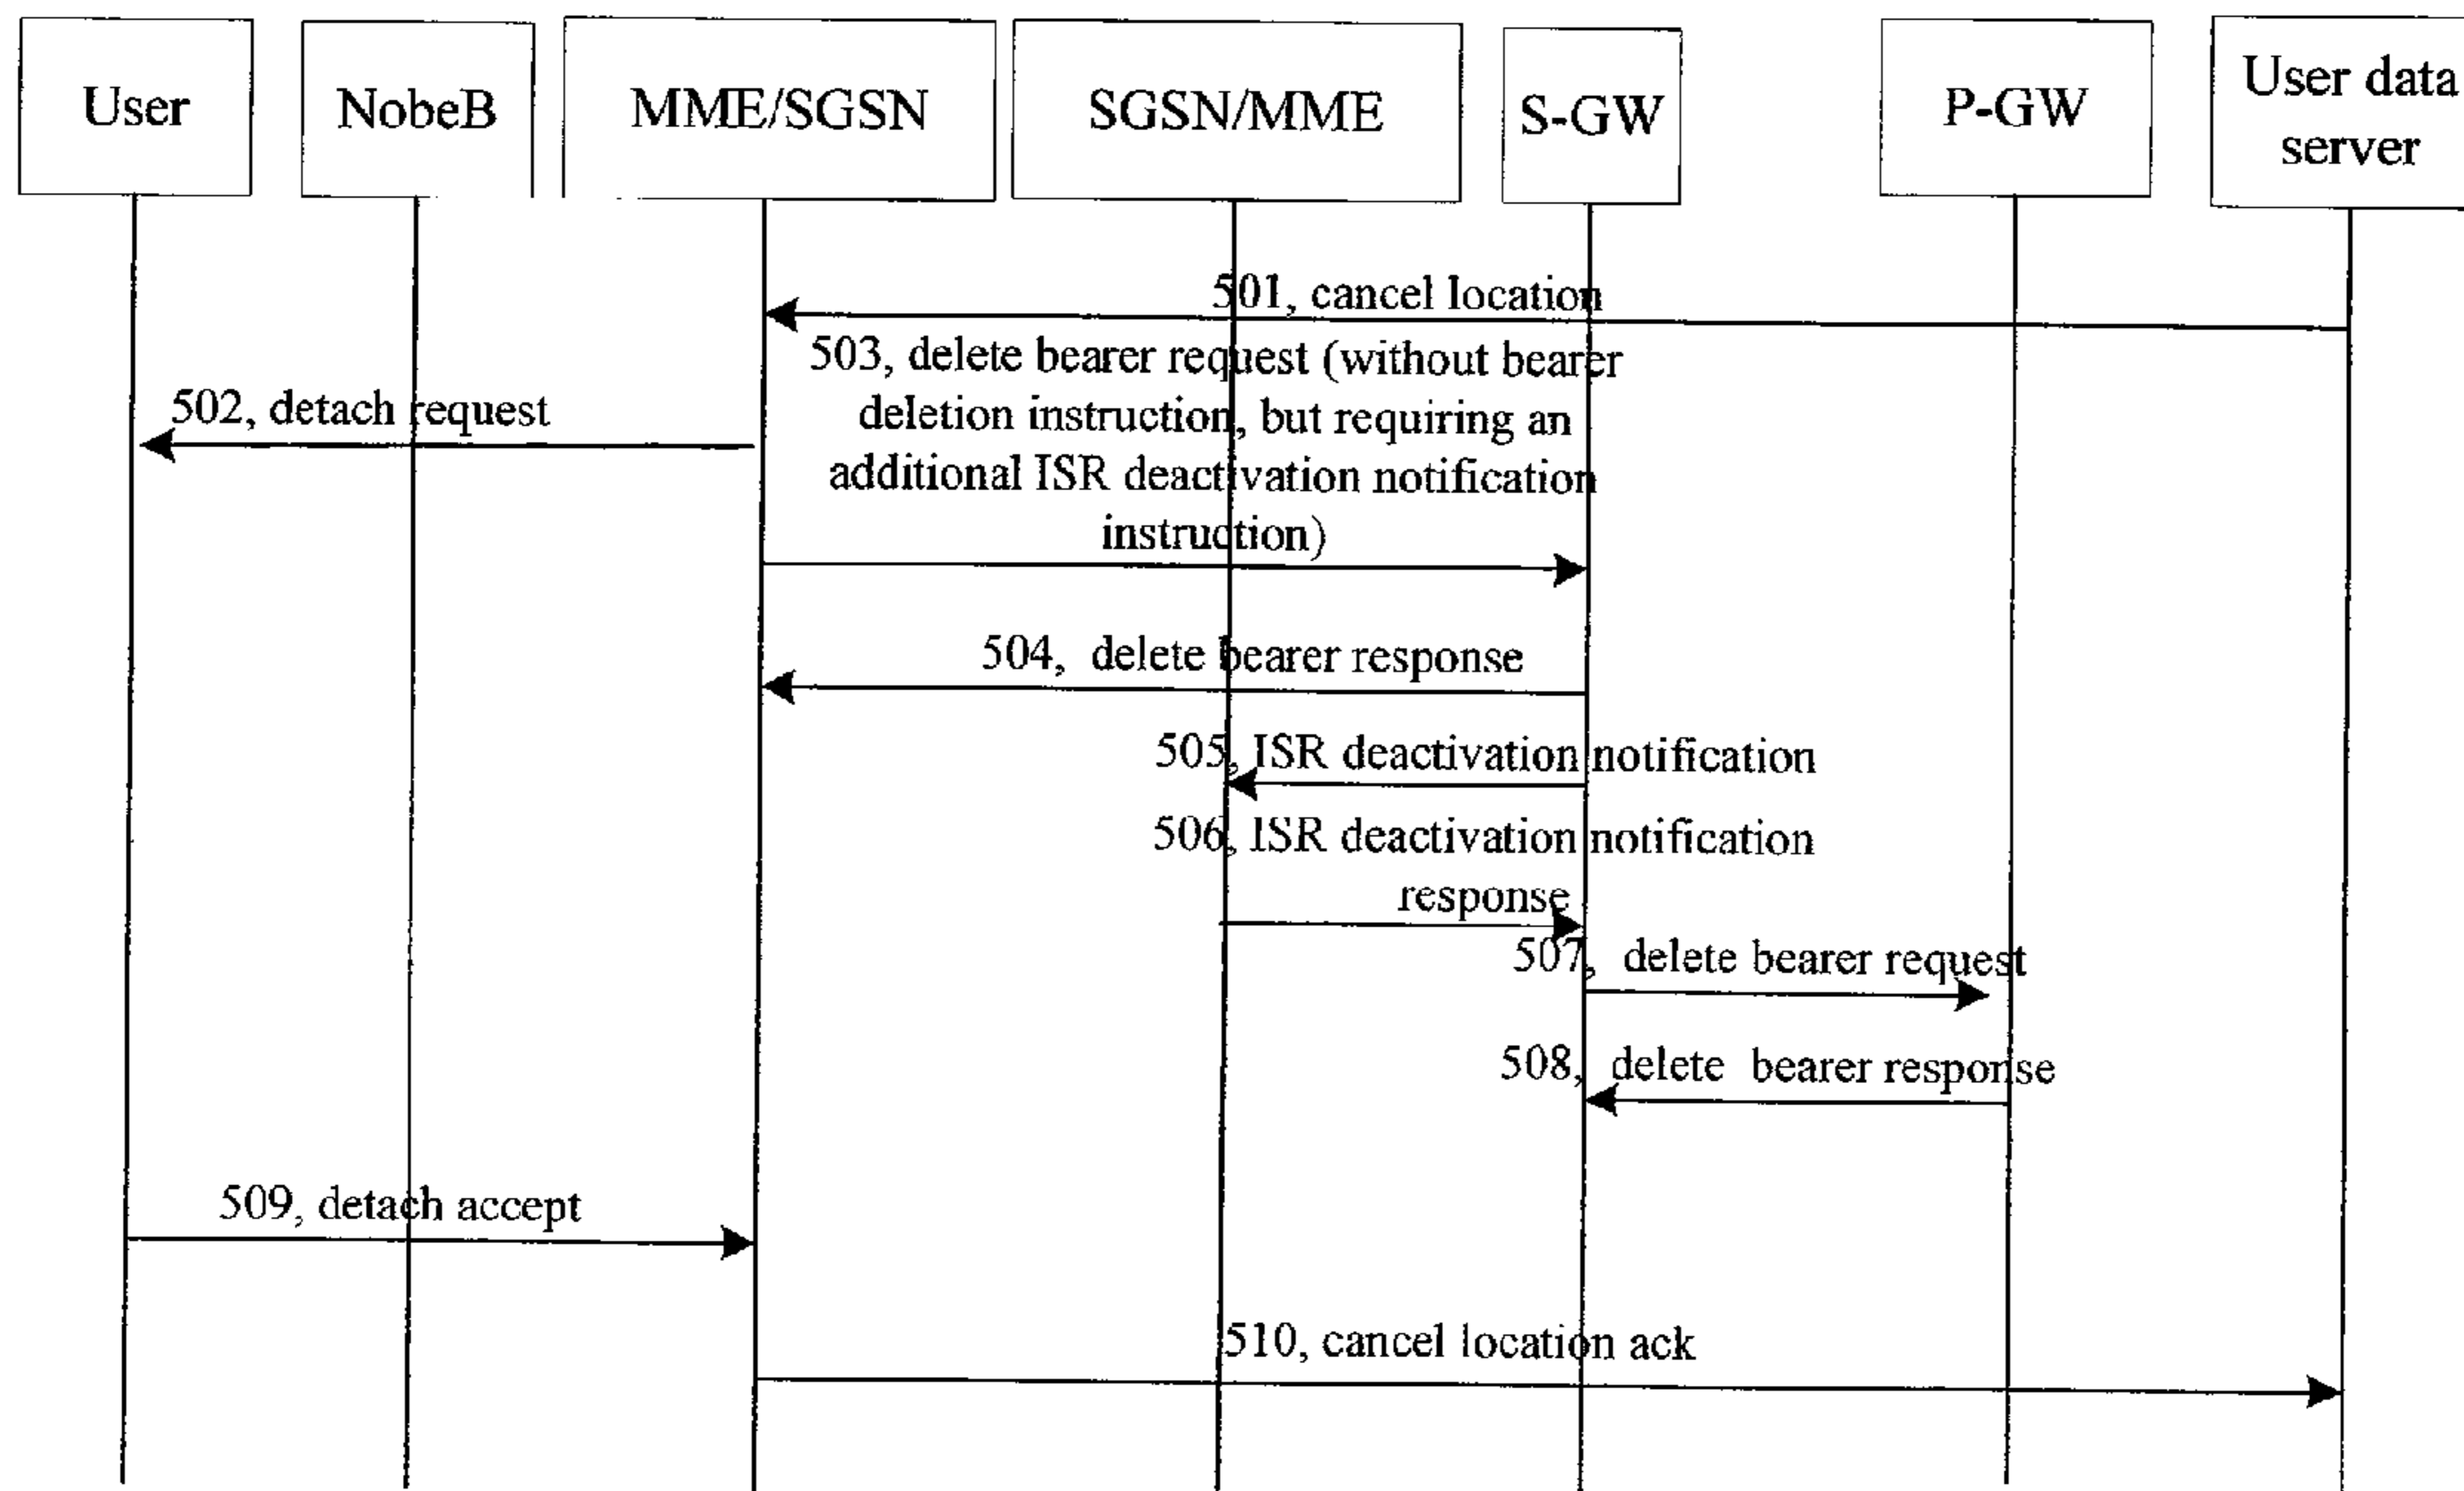 User
NobeB
MME/SGSN
SGSN/MME
S-GW
P-GW
User data
server
501, cancel location
503, delete bearer request (without bearer
deletion instruction, but requiring an
additional ISR deactivation notification
instruction)
502, detach request
504, delete bearer response
505, ISR deactivation notification
506, ISR deactivation notification
response
507, delete bearer request
508, delete bearer response
509, detach accept
510, cancel location ack